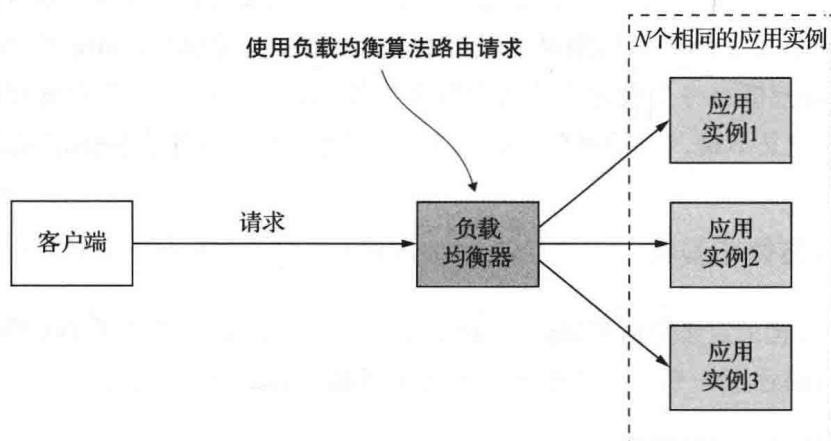 N个相同的应用实例
使用负载均衡算法路由请求
应用
实例1
客户端
请求
负载
均衡器
应用
实例2
应用
实例3